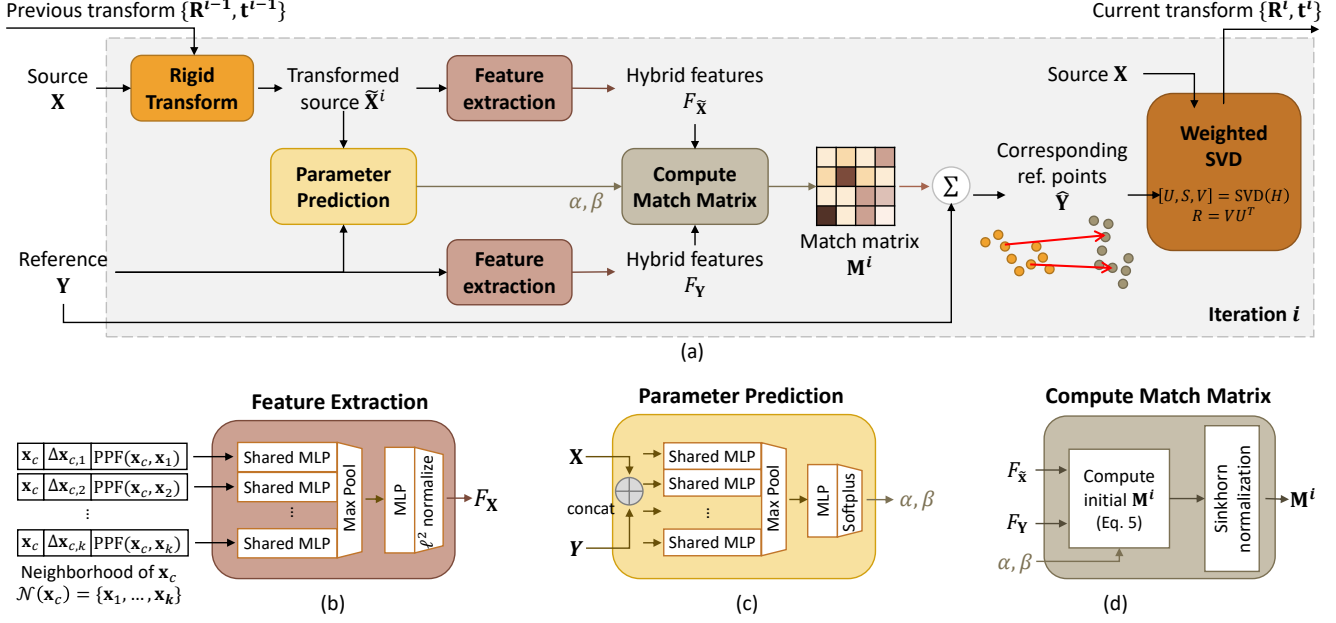 Previous transform {𝐑^{i−1}, 𝐭^{i−1}}
Current transform {𝐑^i, 𝐭^i}
Source
X
Rigid
Transform
Transformed
source X̃^i
Feature
extraction
Hybrid features
F_X̃
Source X
Weighted
SVD
[U, S, V] = SVD(H)
R = VU^T
Parameter
Prediction
α, β
Compute
Match Matrix
Match matrix
M^i
Σ
Corresponding
ref. points
Ŷ
Reference
Y
Feature
extraction
Hybrid features
F_Y
Iteration i
(a)
Feature Extraction
x_c Δx_{c,1} PPF(x_c, x_1)
x_c Δx_{c,2} PPF(x_c, x_2)
⋮
x_c Δx_{c,k} PPF(x_c, x_k)
Neighborhood of x_c
𝒩(x_c) = {x_1, …, x_k}
Shared MLP
Shared MLP
⋮
Shared MLP
Max Pool
MLP
ℓ² normalize
F_X
(b)
Parameter Prediction
X
concat
Y
Shared MLP
Shared MLP
⋮
Shared MLP
Max Pool
MLP
Softplus
α, β
(c)
Compute Match Matrix
F_x̃
F_Y
α, β
Compute
initial M^i
(Eq. 5)
Sinkhorn
normalization
M^i
(d)